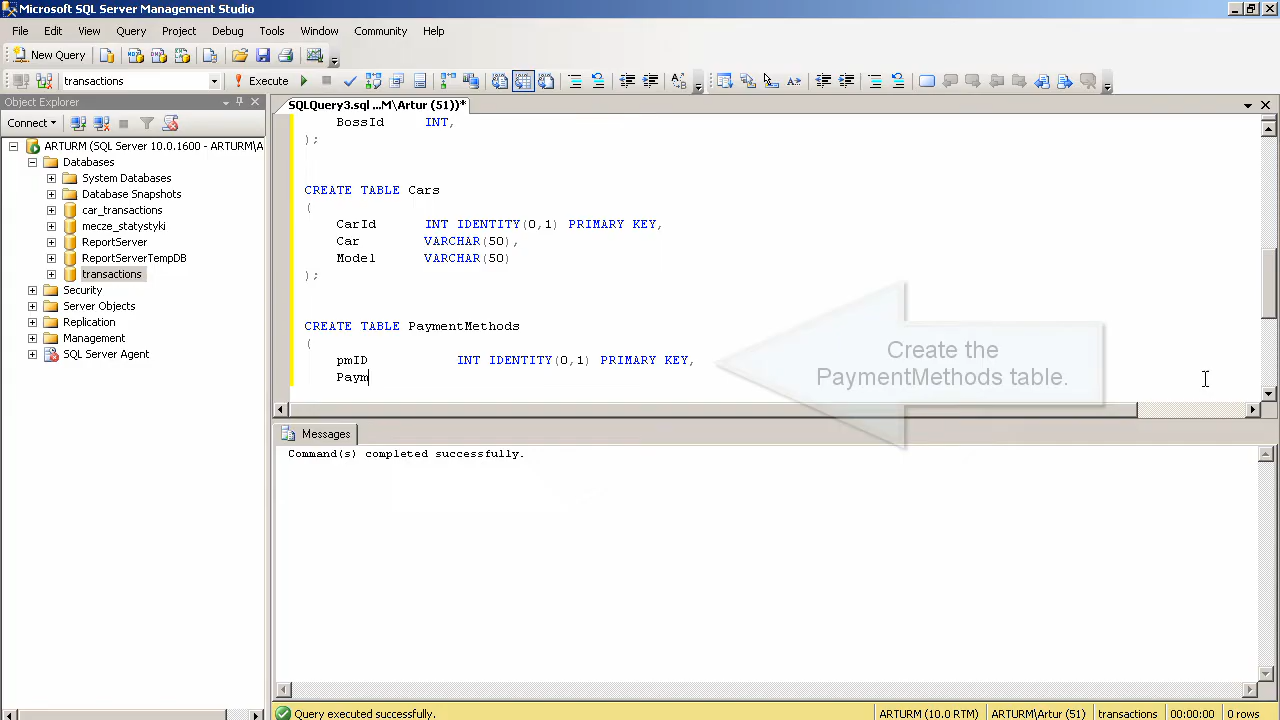 Microsoft SQL Server Management Studio
File Edit View Query Project Debug Tools Window Community Help
New Query
transactions Execute
Object Explorer
SQLQuery3.sql ...M\Artur (51))*
Connect
ARTURM (SQL Server 10.0.1600 - ARTURM\A
Databases
System Databases
Database Snapshots
car_transactions
mecze_statystyki
ReportServer
ReportServerTempDB
transactions
Security
Server Objects
Replication
Management
SQL Server Agent
BossId INT,
);
CREATE TABLE Cars
(
CarId INT IDENTITY(0,1) PRIMARY KEY,
Car VARCHAR(50),
Model VARCHAR(50)
);
CREATE TABLE PaymentMethods
(
pmID INT IDENTITY(0,1) PRIMARY KEY,
Paym
Create the
PaymentMethods table.
Messages
Command(s) completed successfully.
Query executed successfully. ARTURM (10.0 RTM) ARTURM\Artur (51) transactions 00:00:00 0 rows